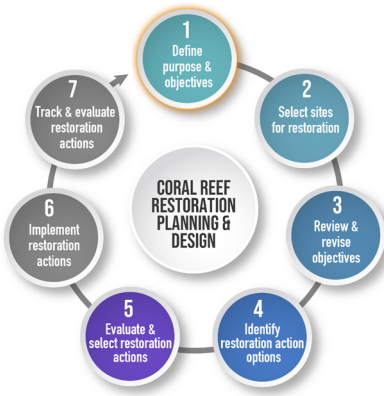 1
Define
purpose &
objectives
2
Select sites
for restoration
3
Review &
revise
objectives
4
Identify
restoration action
options
5
Evaluate &
select restoration
actions
6
Implement
restoration
actions
7
Track & evaluate
restoration
actions
CORAL REEF
RESTORATION
PLANNING &
DESIGN